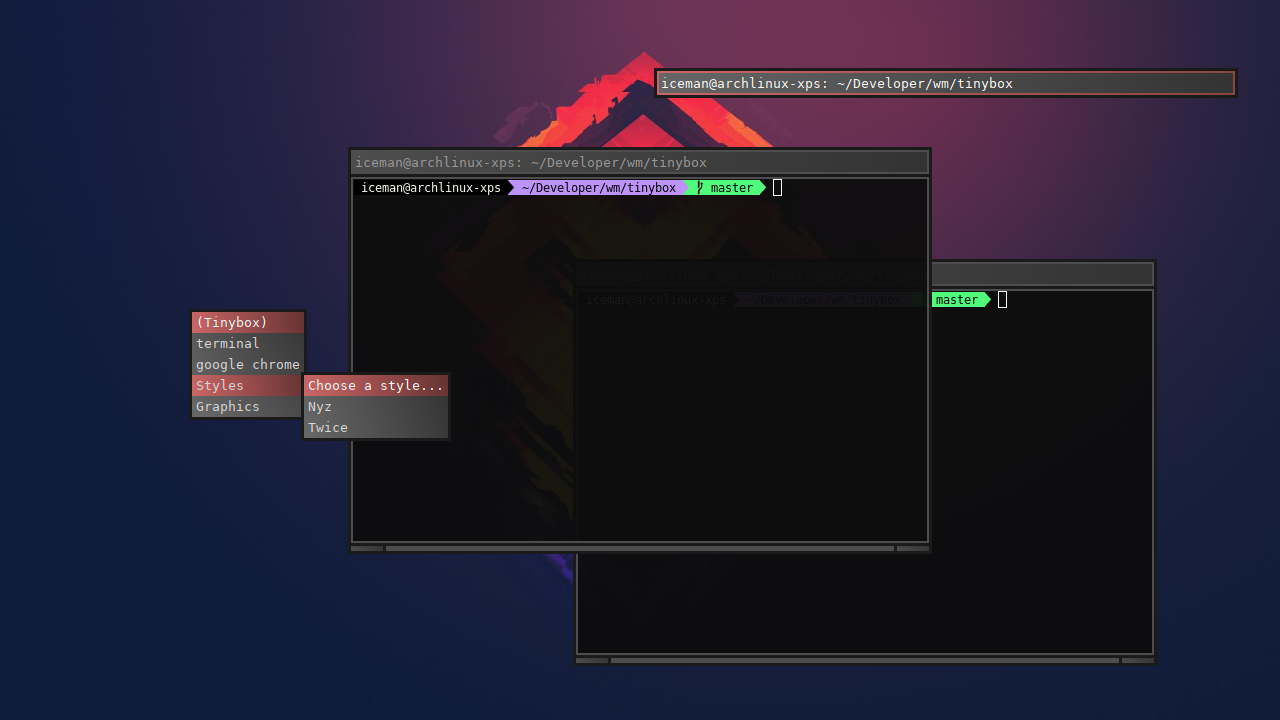 iceman@archlinux-xps: ~/Developer/wm/tinybox
iceman@archlinux-xps: ~/Developer/wm/tinybox
iceman@archlinux-xps ~/Developer/wm/tinybox master
iceman@archlinux-xps ~/Developer/wm/tinybox master
(Tinybox)
terminal
google chrome
Styles
Graphics
Choose a style...
Nyz
Twice